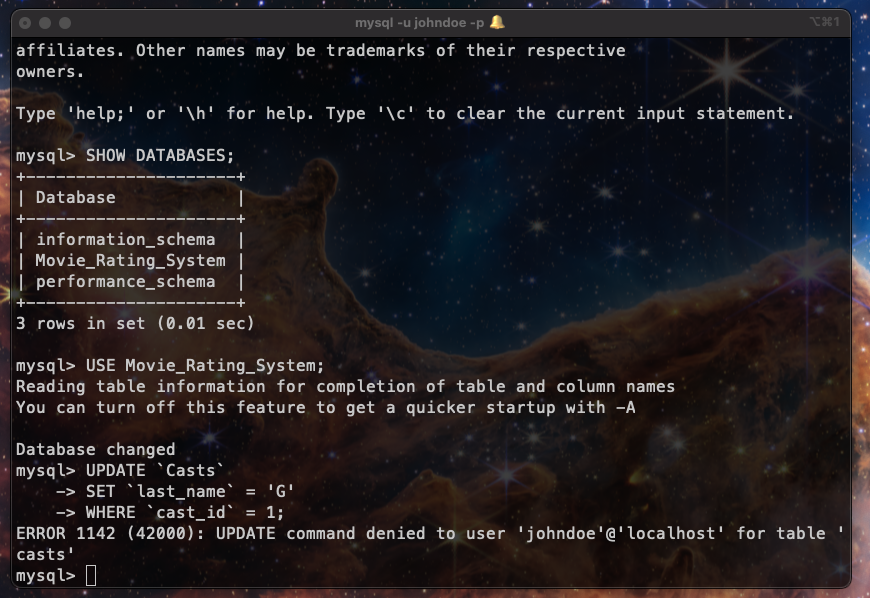 mysql -u johndoe -p 🔔
⌥⌘1
affiliates. Other names may be trademarks of their respective
owners.
Type 'help;' or '\h' for help. Type '\c' to clear the current input statement.
mysql> SHOW DATABASES;
+---------------------+
| Database            |
+---------------------+
| information_schema  |
| Movie_Rating_System |
| performance_schema  |
+---------------------+
3 rows in set (0.01 sec)
mysql> USE Movie_Rating_System;
Reading table information for completion of table and column names
You can turn off this feature to get a quicker startup with -A
Database changed
mysql> UPDATE `Casts`
    -> SET `last_name` = 'G'
    -> WHERE `cast_id` = 1;
ERROR 1142 (42000): UPDATE command denied to user 'johndoe'@'localhost' for table '
casts'
mysql>